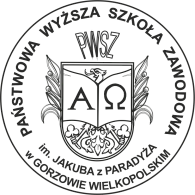 PAŃSTWOWA WYŻSZA SZKOŁA ZAWODOWA
PWSZ
Α Ω
im. JAKUBA z PARADYŻA
w GORZOWIE WIELKOPOLSKIM